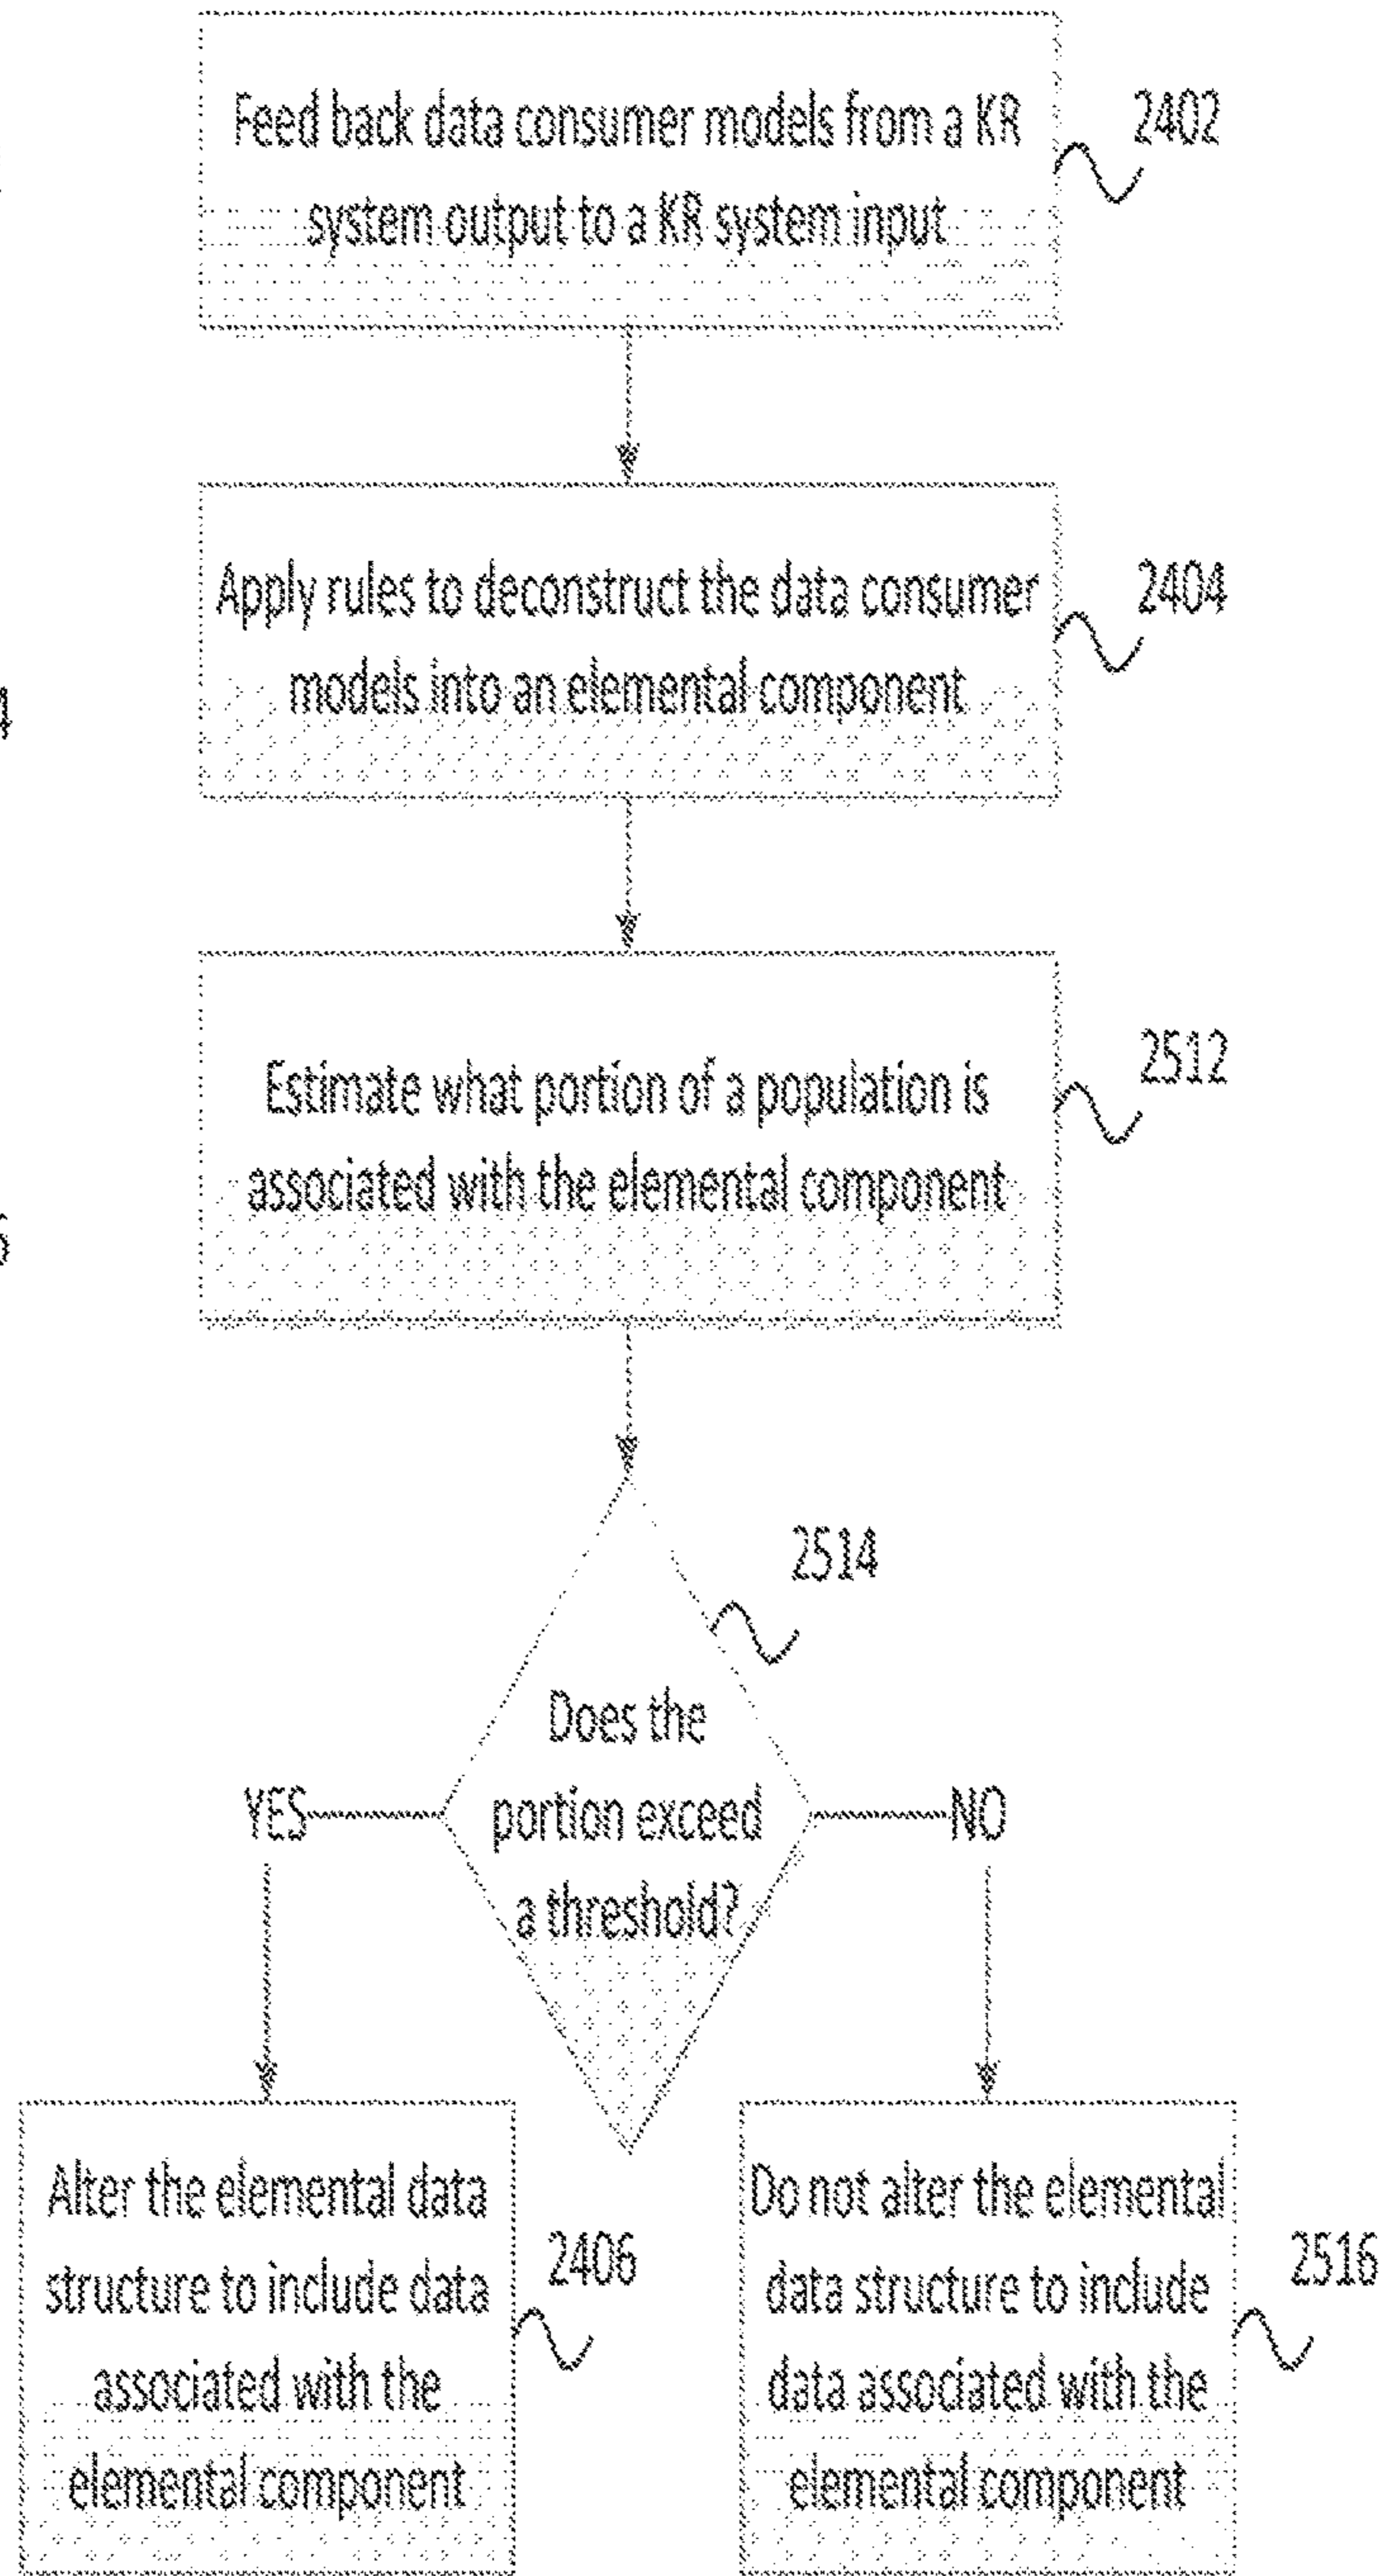 Feed back data consumer models from a KR
system output to a KR system input
2402
Apply rules to deconstruct the data consumer
models into an elemental component
2404
4
Estimate what portion of a population is
associated with the elemental component
2512
2514
Does the
portion exceed
a threshold?
YES
NO
Alter the elemental data
structure to include data
associated with the
elemental component
2406
Do not alter the elemental
data structure to include
data associated with the
elemental component
2516